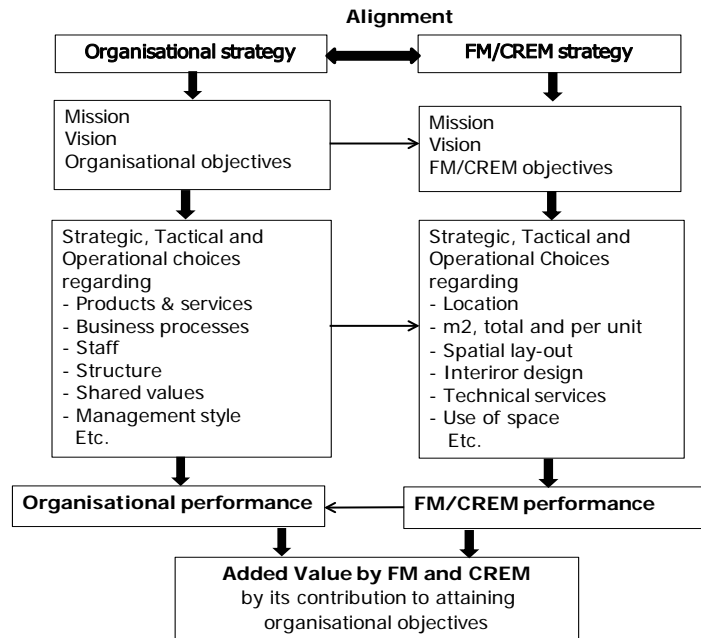 Alignment
Organisational strategy
FM/CREM strategy
Mission
Vision
Organisational objectives
Mission
Vision
FM/CREM objectives
Strategic, Tactical and
Operational choices
regarding
- Products & services
- Business processes
- Staff
- Structure
- Shared values
- Management style
Etc.
Strategic, Tactical and
Operational Choices
regarding
- Location
- m2, total and per unit
- Spatial lay-out
- Interiror design
- Technical services
- Use of space
Etc.
Organisational performance
FM/CREM performance
Added Value by FM and CREM
by its contribution to attaining
organisational objectives